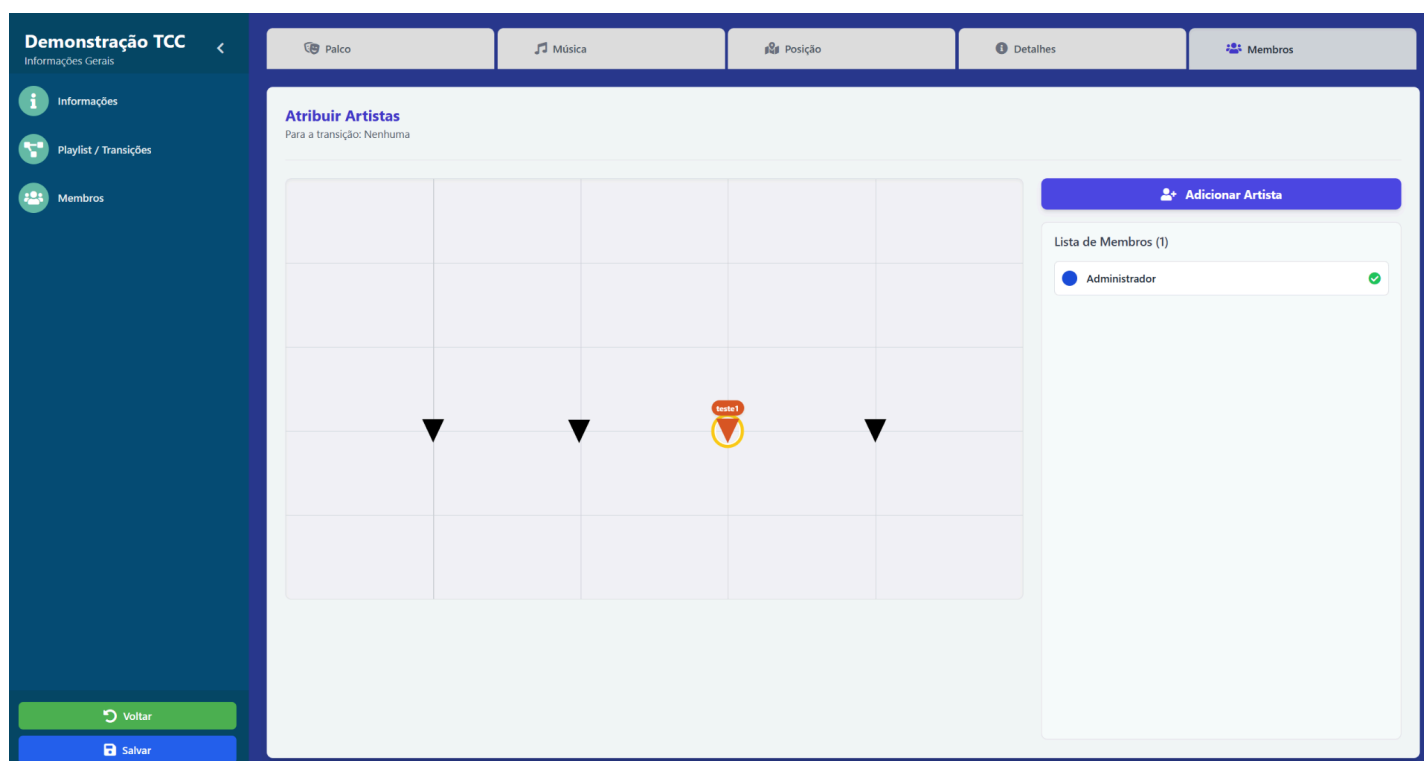 Demonstração TCC
Informações Gerais
Informações
Playlist / Transições
Membros
Voltar
Salvar
Palco
Música
Posição
Detalhes
Membros
Atribuir Artistas
Para a transição: Nenhuma
teste1
Adicionar Artista
Lista de Membros (1)
Administrador